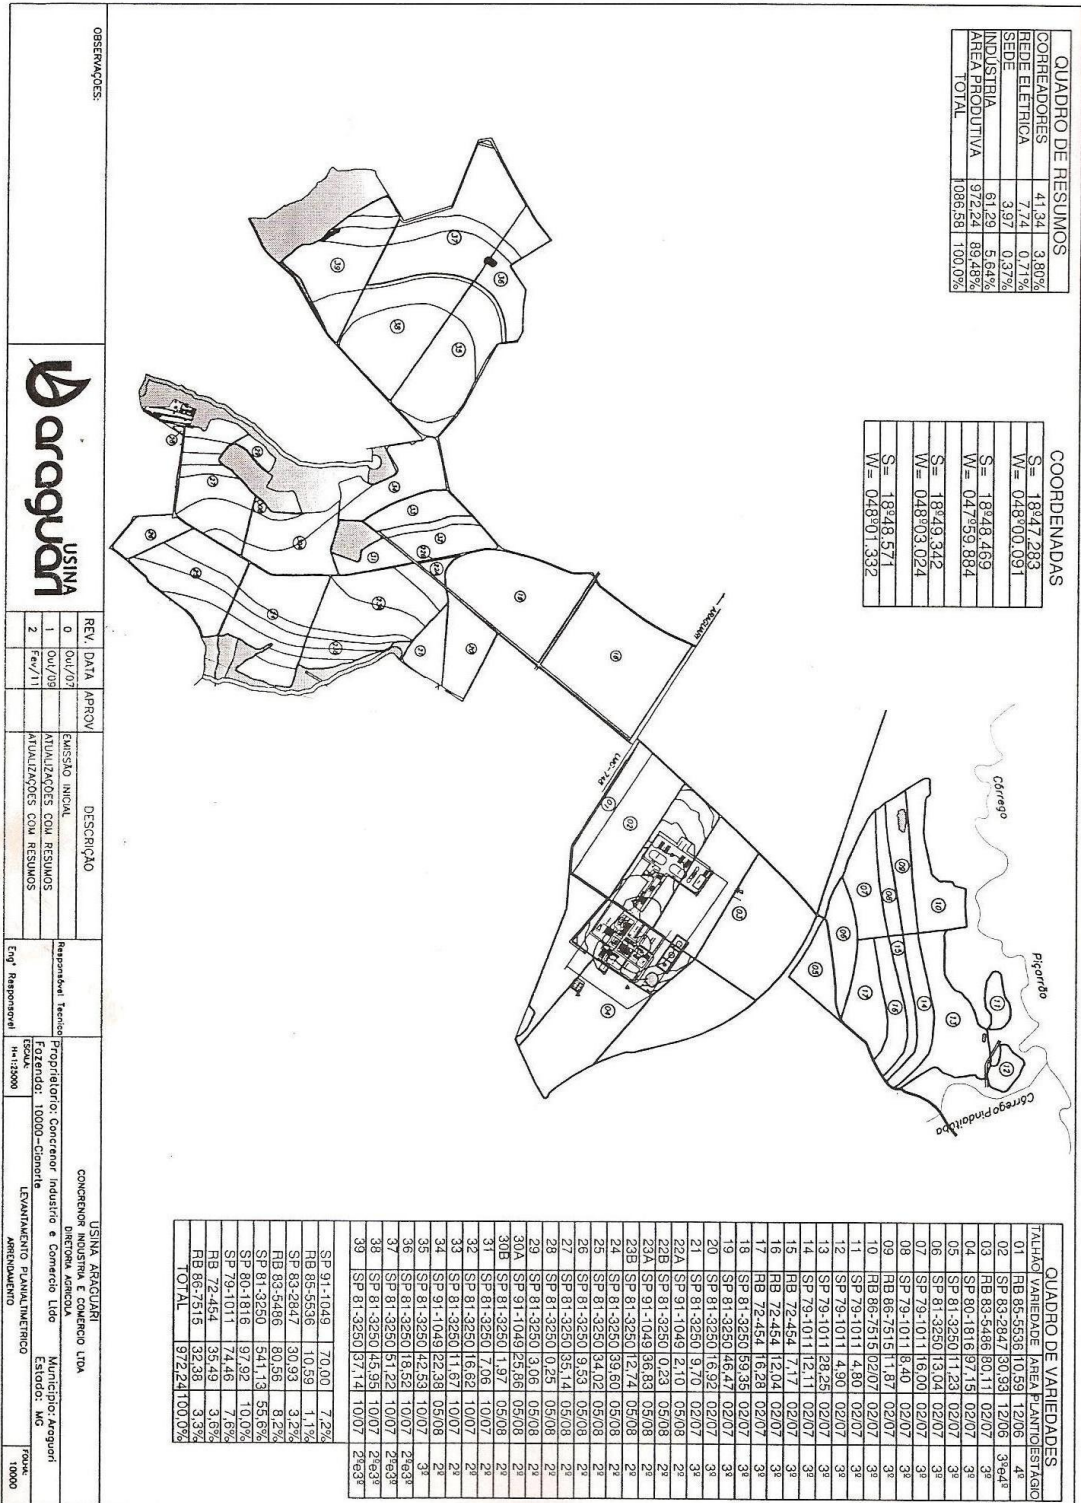 QUADRO DE RESUMOS
CORREADORES 41,34 3,80%
REDE ELÉTRICA 7,74 0,71%
SEDE 3,97 0,37%
INDÚSTRIA 61,29 5,64%
ÁREA PRODUTIVA 972,24 89,48%
TOTAL 1086,58 100,0%
COORDENADAS
S= 18º47.283
W= 048º00.091
S= 18º48.469
W= 047º59.884
S= 18º49.342
W= 048º03.024
S= 18º48.571
W= 048º01.332
Córrego
Piçarrão
Córrego Pindaituba
ARAGUARI
LMG-748
QUADRO DE VARIEDADES
TALHÃO VARIEDADE AREA PLANTIO ESTÁGIO
01 RB 85-5536 10,59 12/06 4º
02 SP 83-2847 30,93 12/06 3ºe4º
03 RB 83-5486 80,11 02/07 3º
04 SP 80-1816 97,15 02/07 3º
05 SP 81-3250 11,23 02/07 3º
06 SP 81-3250 13,04 02/07 3º
07 SP 79-1011 16,00 02/07 3º
08 SP 79-1011 8,40 02/07 3º
09 RB 86-7515 11,87 02/07 3º
10 RB 86-7515 02/07 02/07 3º
11 SP 79-1011 4,80 02/07 3º
12 SP 79-1011 4,90 02/07 3º
13 SP 79-1011 28,25 02/07 3º
14 SP 79-1011 12,11 02/07 3º
15 RB 72-454 7,17 02/07 3º
16 RB 72-454 12,04 02/07 3º
17 RB 72-454 16,28 02/07 3º
18 SP 81-3250 59,35 02/07 3º
19 SP 81-3250 46,47 02/07 3º
20 SP 81-3250 16,92 02/07 3º
21 SP 81-3250 9,70 02/07 3º
22A SP 91-1049 2,10 05/08 2º
22B SP 81-3250 0,23 05/08 2º
23A SP 91-1049 36,83 05/08 2º
23B SP 81-3250 12,74 05/08 2º
24 SP 81-3250 39,60 05/08 2º
25 SP 81-3250 34,02 05/08 2º
26 SP 81-3250 9,53 05/08 2º
27 SP 81-3250 35,14 05/08 2º
28 SP 81-3250 0,25 05/08 2º
29 SP 81-3250 3,06 05/08 2º
30A SP 91-1049 25,86 05/08 2º
30B SP 81-3250 1,97 05/08 2º
31 SP 81-3250 7,06 10/07 2º
32 SP 81-3250 16,62 10/07 2º
33 SP 81-3250 11,67 10/07 2º
34 SP 91-1049 22,38 05/08 2º
35 SP 81-3250 42,53 10/07 3º
36 SP 81-3250 18,52 10/07 2ºe3º
37 SP 81-3250 51,22 10/07 2ºe3º
38 SP 81-3250 45,95 10/07 2ºe3º
39 SP 81-3250 37,14 10/07 2ºe3º
SP 91-1049 70,00 7,2%
RB 85-5536 10,59 1,1%
SP 83-2847 30,93 3,2%
RB 83-5486 80,56 8,2%
SP 81-3250 541,13 55,6%
SP 80-1816 97,92 10,0%
SP 79-1011 74,46 7,6%
RB 72-454 35,49 3,6%
RB 86-7515 32,38 3,3%
TOTAL 972,24 100,0%
OBSERVAÇÕES:
USINA
araguari
REV. DATA APROV DESCRIÇÃO
0 Out/07 EMISSÃO INICIAL
1 Out/09 ATUALIZAÇÕES COM RESUMOS
2 Fev/11 ATUALIZAÇÕES COM RESUMOS
Responsável Tecnico
Engº Responsavel
USINA ARAGUARI
CONCRENOR INDUSTRIA E COMERCIO LTDA
DIRETORIA AGRICOLA
Proprietario: Concrenor Industria e Comercio Ltda Município: Araguari
Fazenda: 10000-Cianorte Estado: MG
ESCALA:
H=1:25000
LEVANTAMENTO PLANIALTIMETRICO
ARRENDAMENTO
FOLHA:
10000